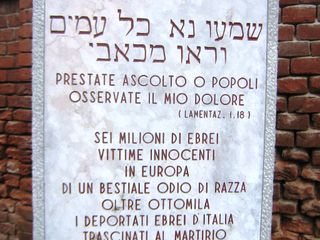 שמעו נא כל עמים
וראו מכאבי
PRESTATE ASCOLTO O POPOLI
OSSERVATE IL MIO DOLORE
( LAMENTAZ. 1.18 )
SEI MILIONI DI EBREI
VITTIME INNOCENTI
IN EUROPA
DI UN BESTIALE ODIO DI RAZZA
OLTRE OTTOMILA
I DEPORTATI EBREI D'ITALIA
TRASCINATI AL MARTIRIO